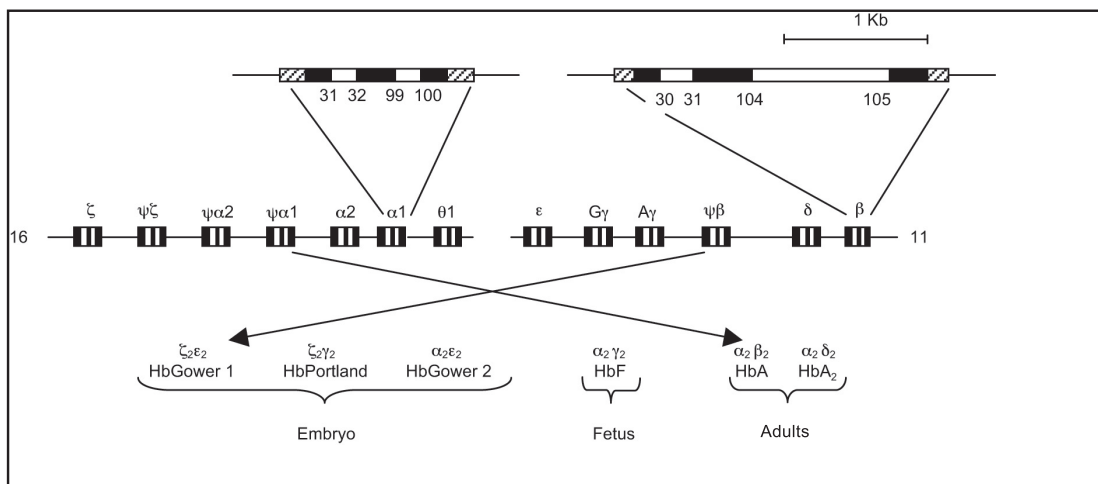 1 Kb
31 32 99 100 30 31 104 105
ζ ψζ ψα2 ψα1 α2 α1 θ1 ε Gγ Aγ ψβ δ β
16 11
ζ₂ε₂ ζ₂γ₂ α₂ε₂ α₂ γ₂ α₂ β₂ α₂ δ₂
HbGower 1 HbPortland HbGower 2 HbF HbA HbA₂
Embryo Fetus Adults